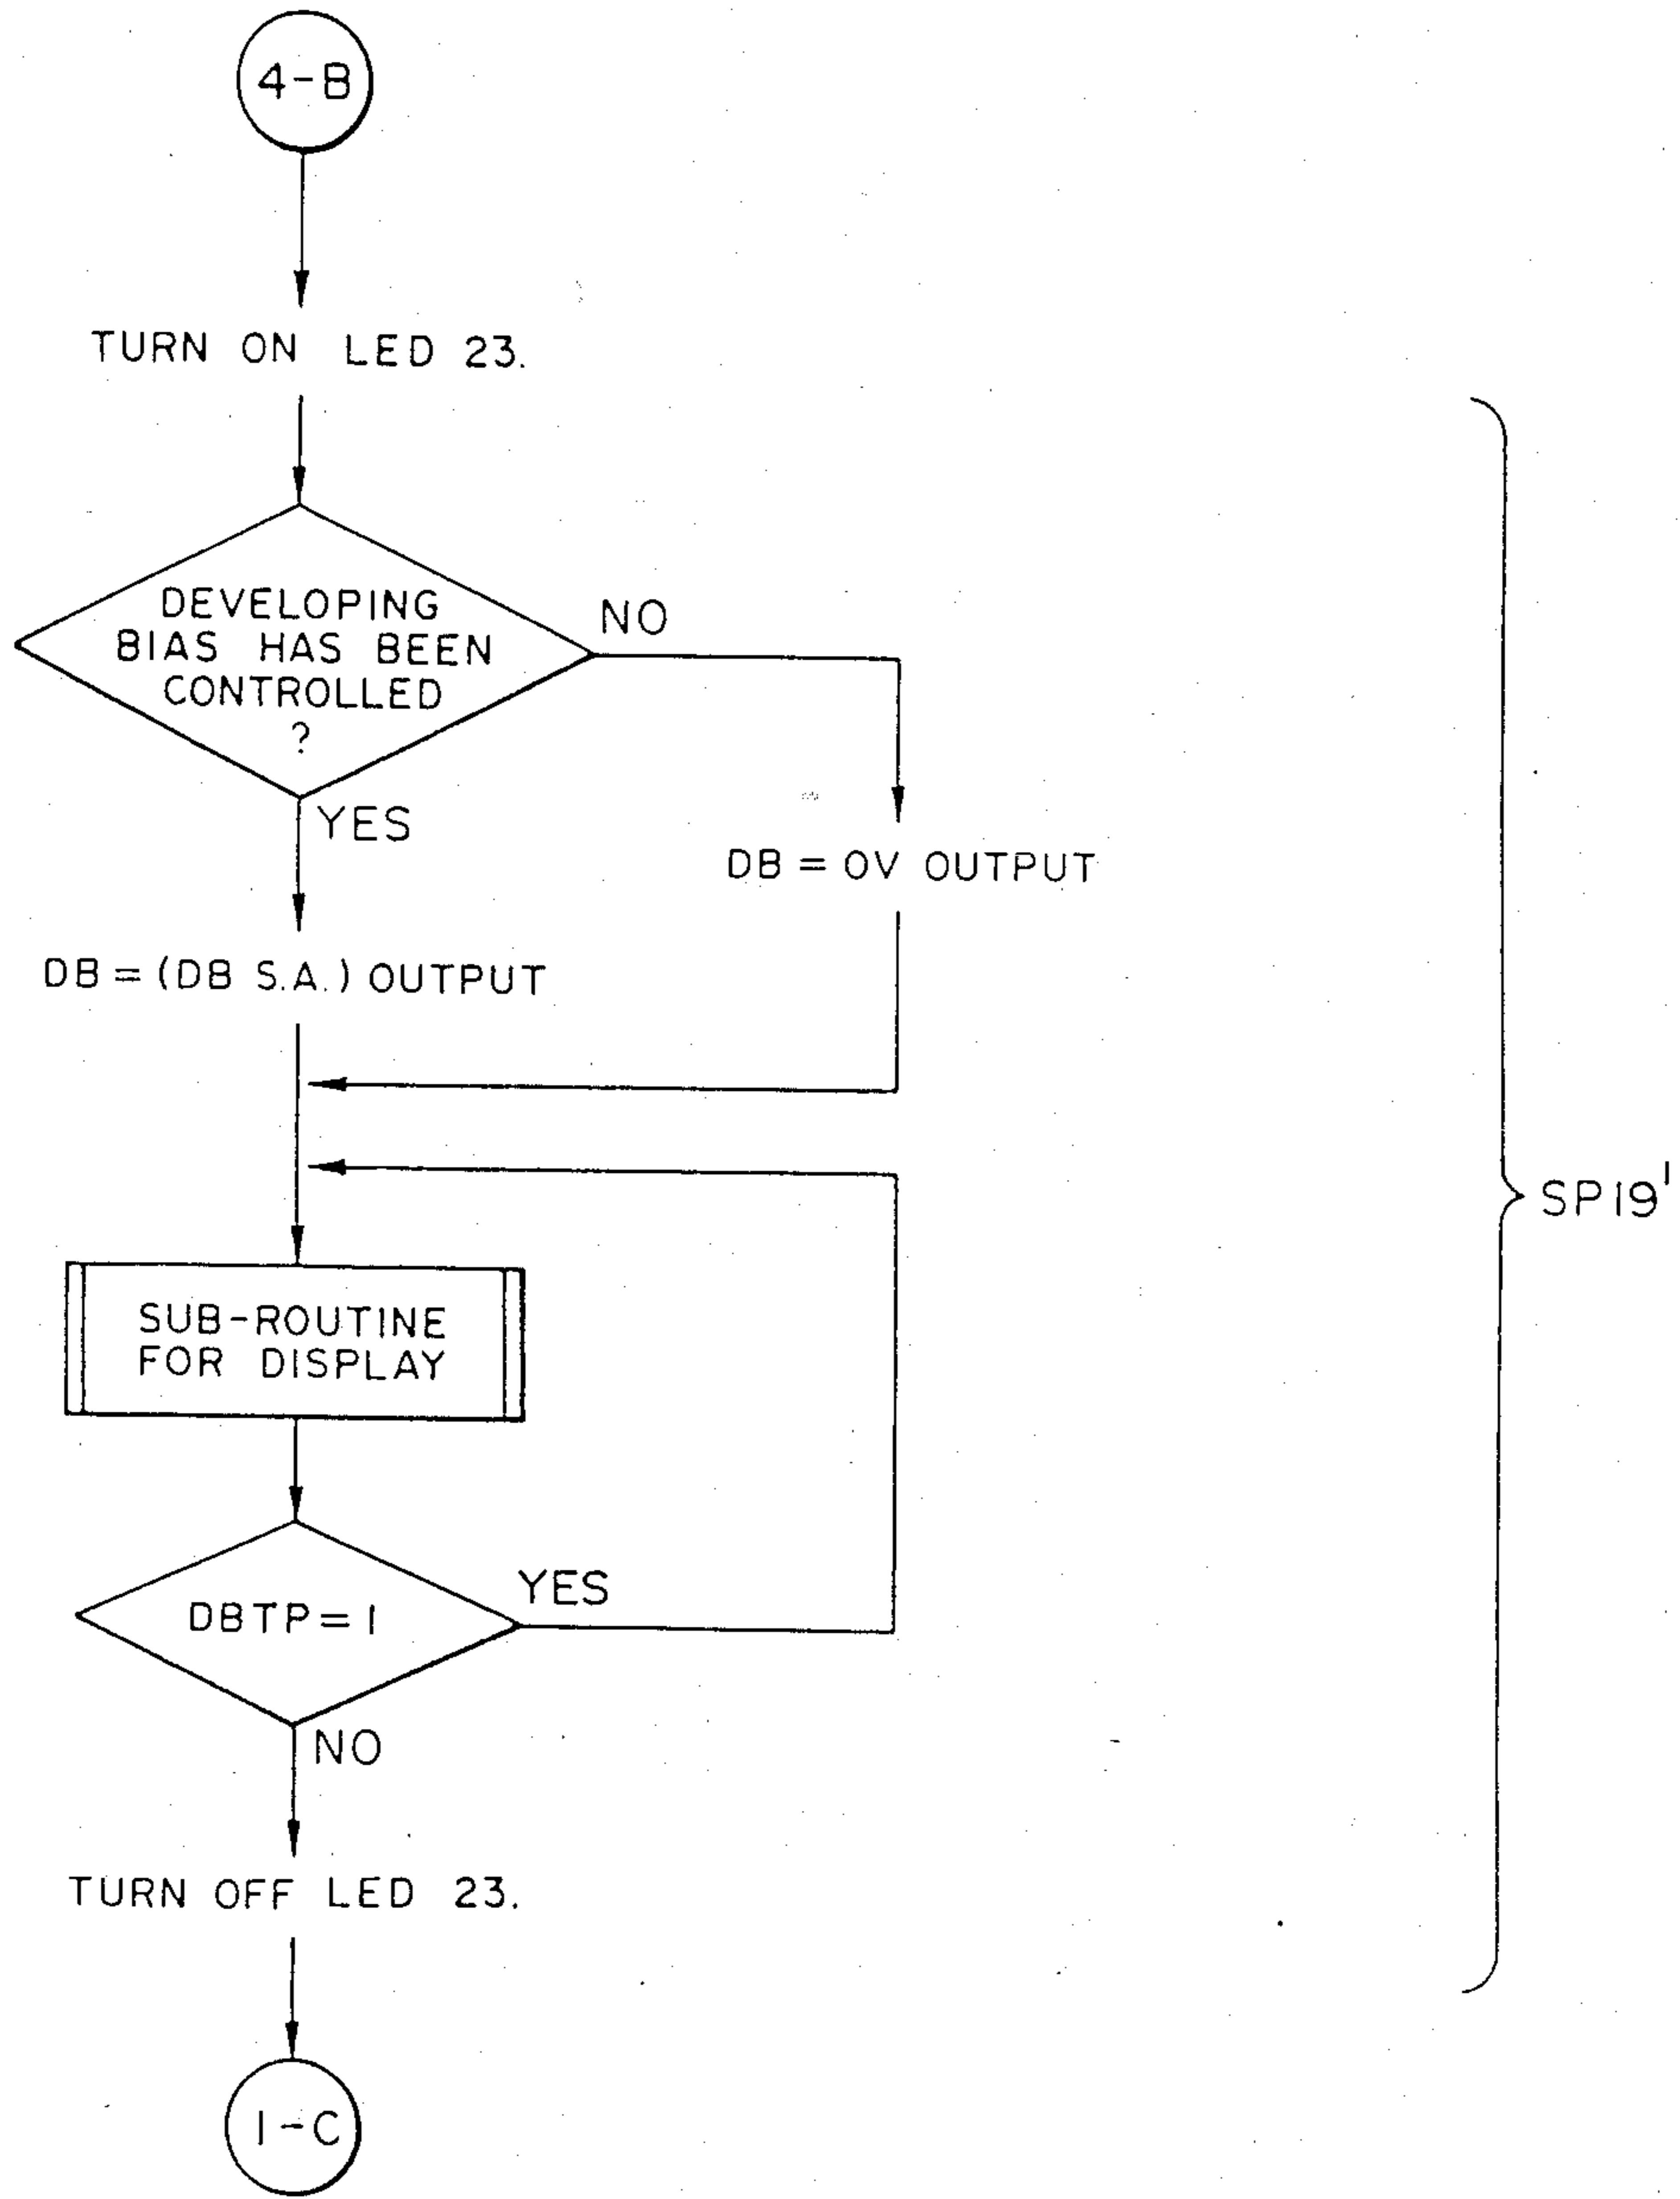 4-B
TURN ON LED 23.
DEVELOPING
BIAS HAS BEEN
CONTROLLED
?
NO
YES
DB = 0V OUTPUT
DB = (DB S.A.) OUTPUT
SP19'
SUB-ROUTINE
FOR DISPLAY
YES
DBTP = 1
NO
TURN OFF LED 23.
1-C